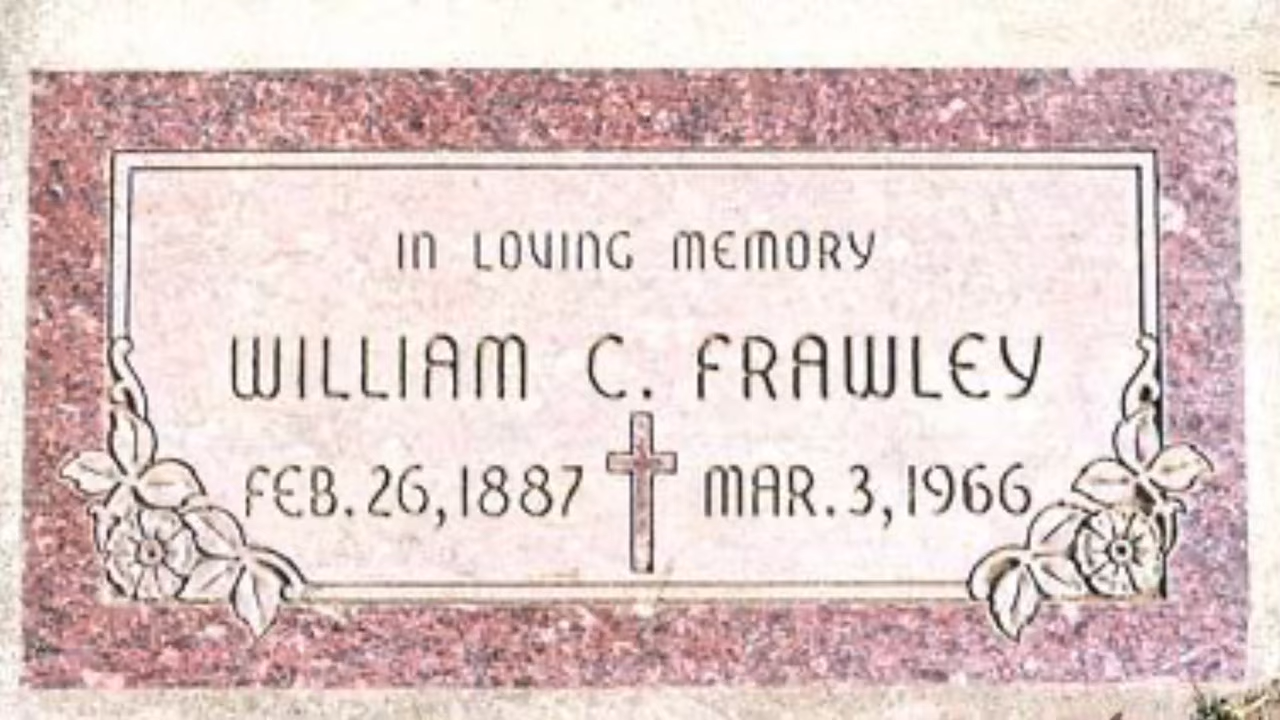 IN LOVING MEMORY
WILLIAM C. FRAWLEY
FEB. 26, 1887 MAR. 3, 1966